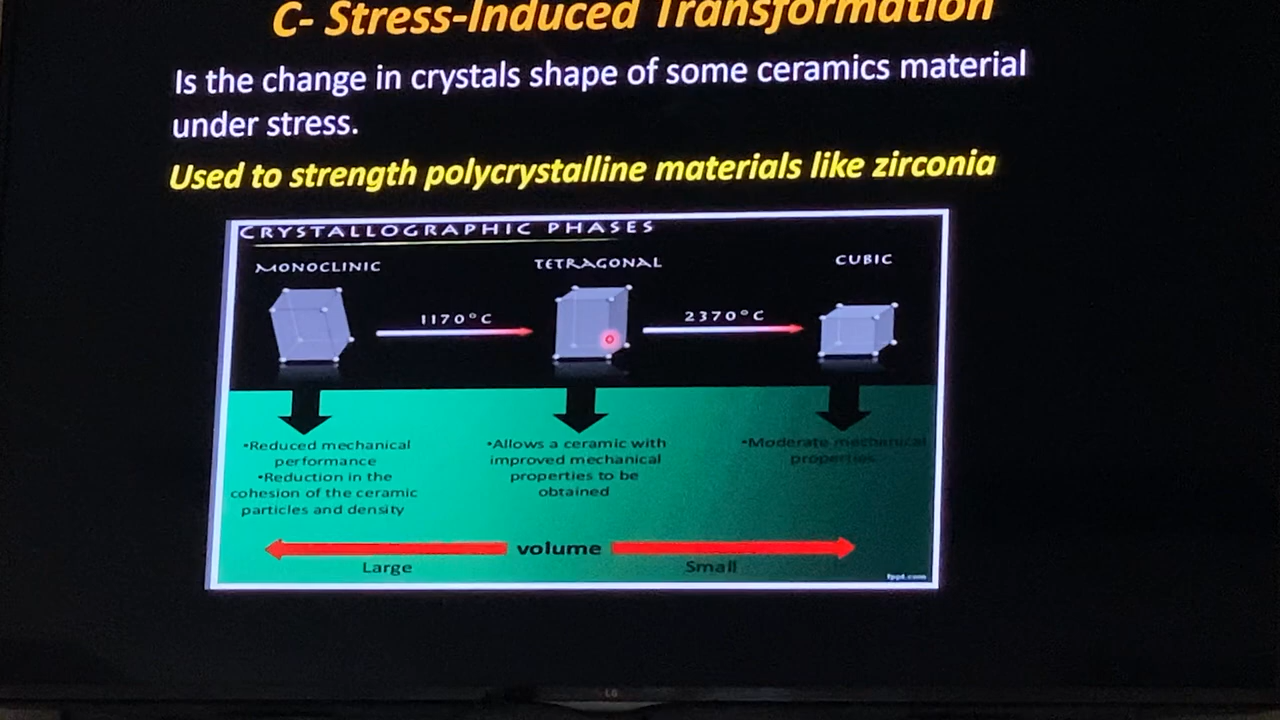 C- Stress-Induced Transformation
Is the change in crystals shape of some ceramics material
under stress.
Used to strength polycrystalline materials like zirconia
CRYSTALLOGRAPHIC PHASES
MONOCLINIC
TETRAGONAL
CUBIC
1170°C
2370°C
•Reduced mechanical
performance
•Reduction in the
cohesion of the ceramic
particles and density
•Allows a ceramic with
improved mechanical
properties to be
obtained
•Moderate mechanical
properties
volume
Large
Small
fppt.com
LG